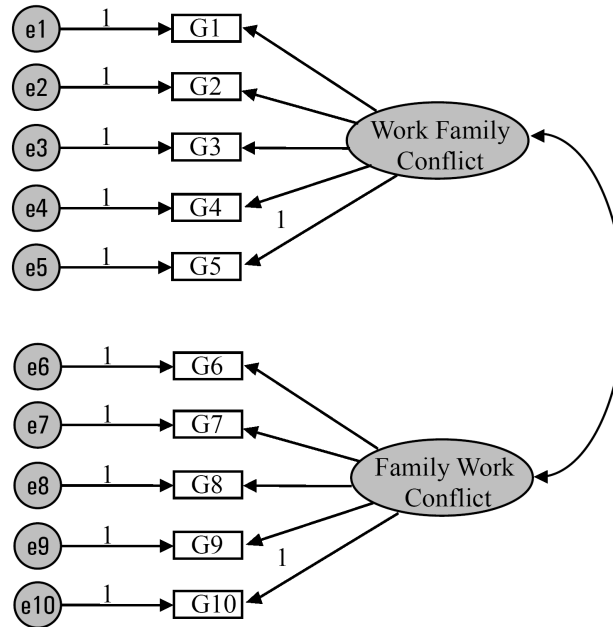 e1 1 G1
e2 1 G2
e3 1 G3
Work Family
Conflict
e4 1 G4
1
e5 1 G5
e6 1 G6
e7 1 G7
e8 1 G8
Family Work
Conflict
e9 1 G9
1
e10 1 G10